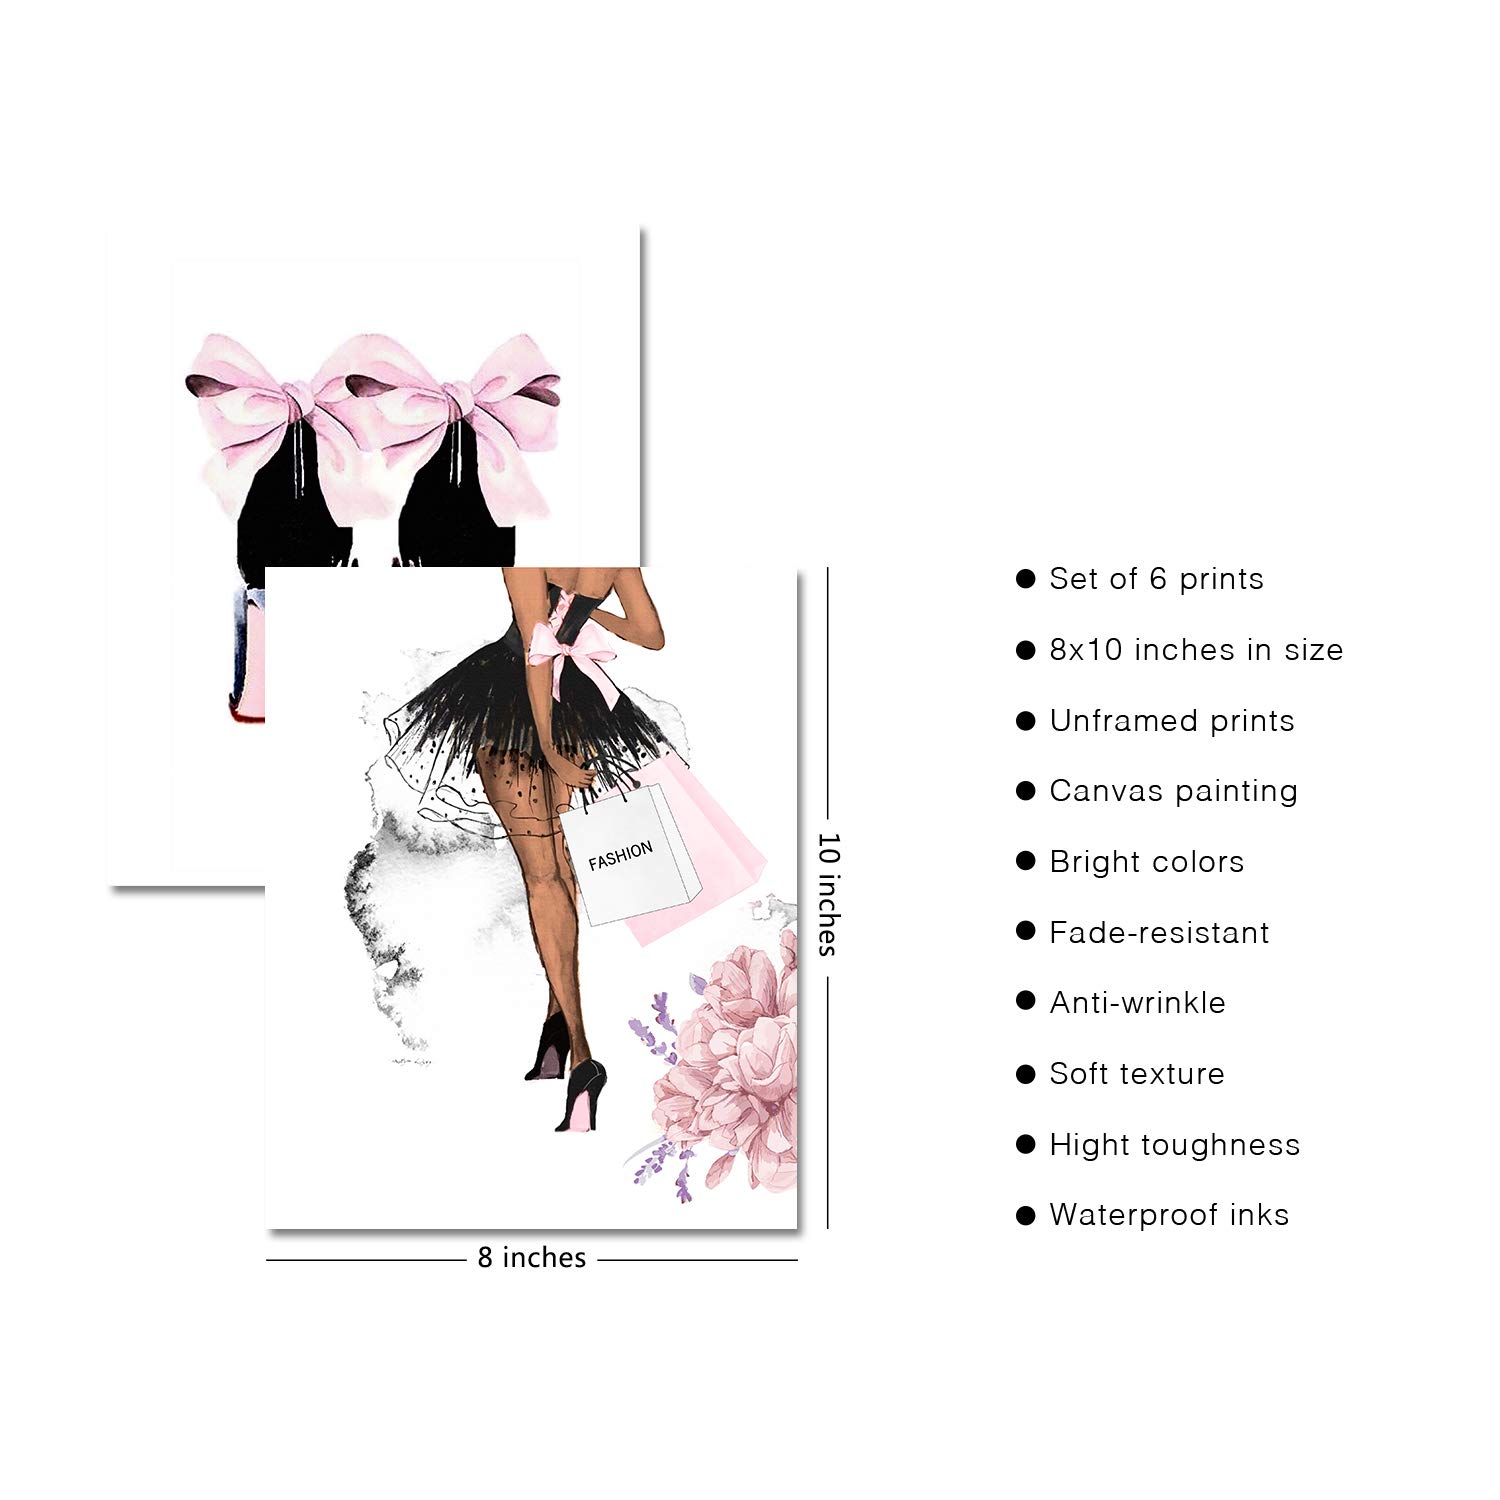 FASHION
10 inches
8 inches
Set of 6 prints
8x10 inches in size
Unframed prints
Canvas painting
Bright colors
Fade-resistant
Anti-wrinkle
Soft texture
Hight toughness
Waterproof inks